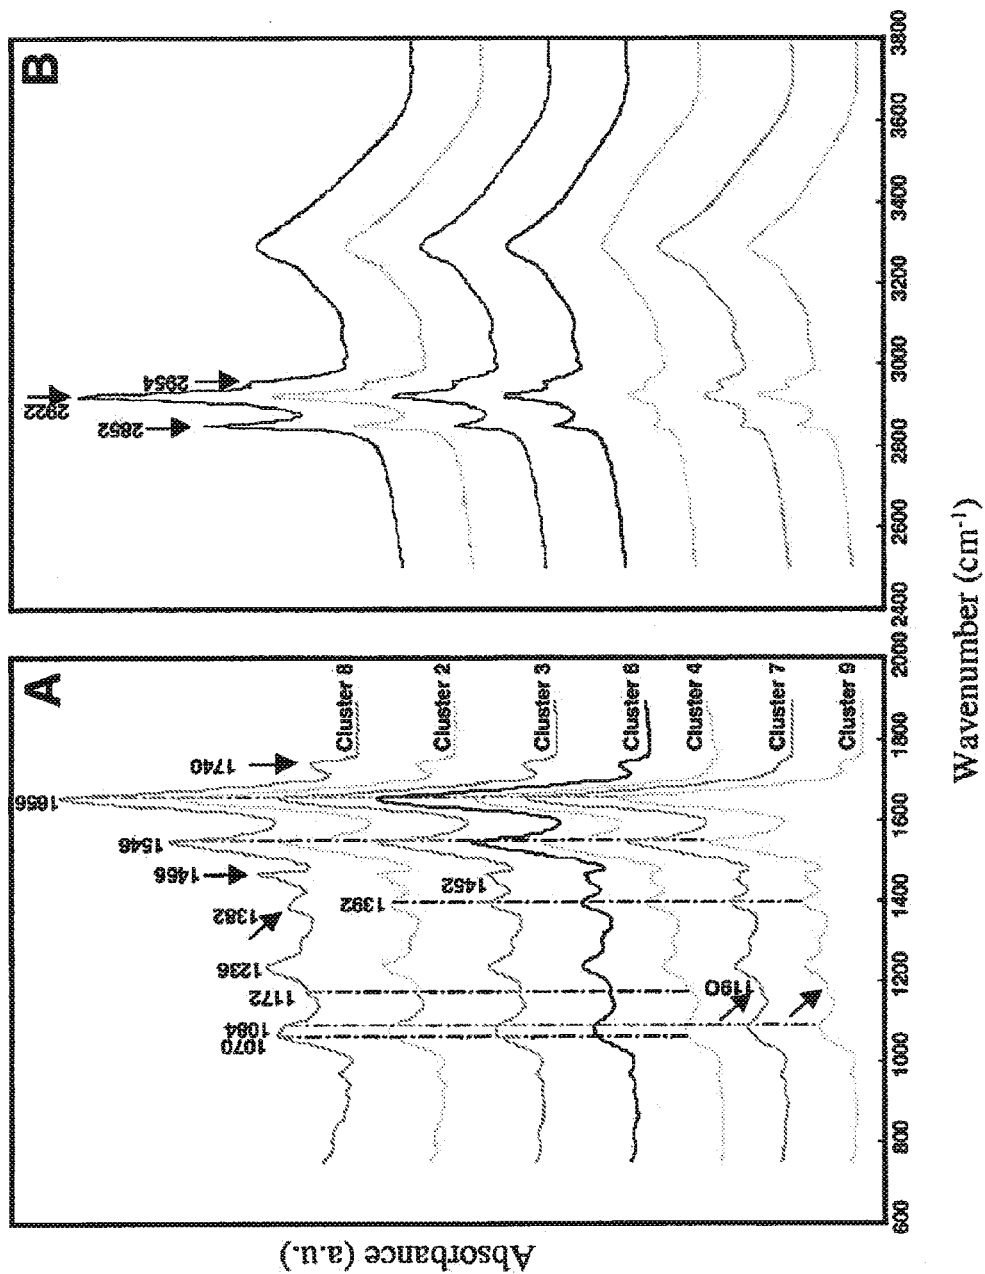 A
1656
1740
1546
1456
1382
1236
1172
1084
1070
1392
1452
1190
Cluster 8
Cluster 2
Cluster 3
Cluster 6
Cluster 4
Cluster 7
Cluster 9
600 800 1000 1200 1400 1600 1800 2000
B
2922
2852
2954
2400 2600 2800 3000 3200 3400 3600 3800
Absorbance (a.u.)
Wavenumber (cm⁻¹)